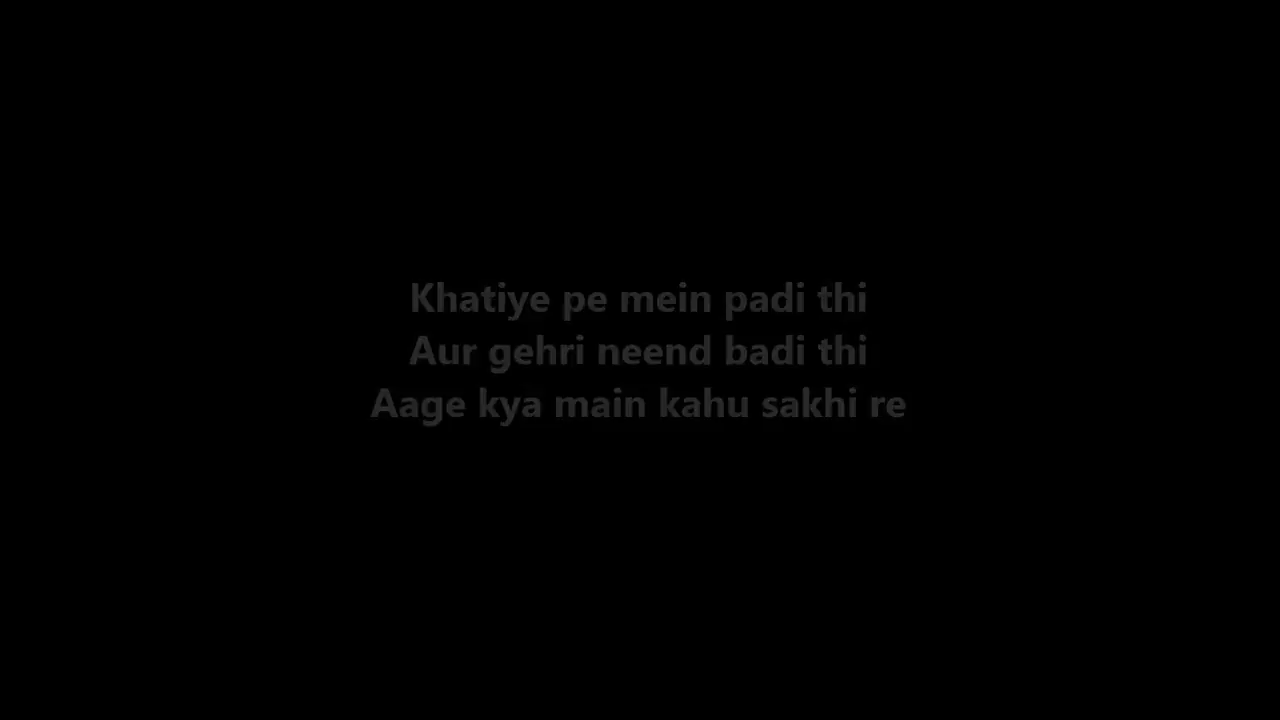 Khatiye pe mein padi thi
Aur gehri neend badi thi
Aage kya main kahu sakhi re